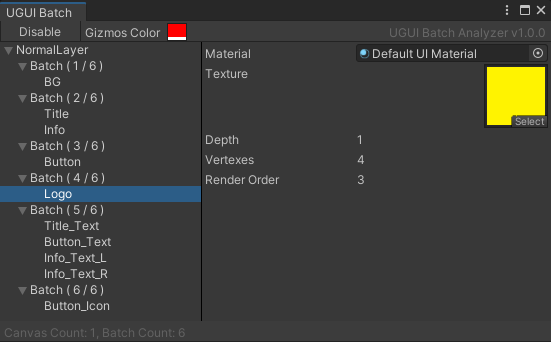 UGUI Batch
Disable
Gizmos Color
UGUI Batch Analyzer v1.0.0
NormalLayer
Batch ( 1 / 6 )
BG
Batch ( 2 / 6 )
Title
Info
Batch ( 3 / 6 )
Button
Batch ( 4 / 6 )
Logo
Batch ( 5 / 6 )
Title_Text
Button_Text
Info_Text_L
Info_Text_R
Batch ( 6 / 6 )
Button_Icon
Material Default UI Material
Texture
Select
Depth 1
Vertexes 4
Render Order 3
Canvas Count: 1, Batch Count: 6